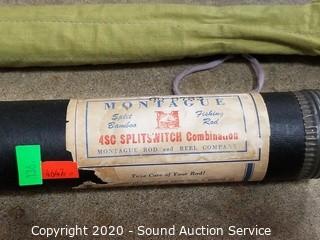 MONTAGUE
Split Bamboo
Fishing Rod
4SC SPLITSWITCH Combination
MONTAGUE ROD and REEL COMPANY
Take Care of Your Rod!
Copyright 2020 - Sound Auction Service